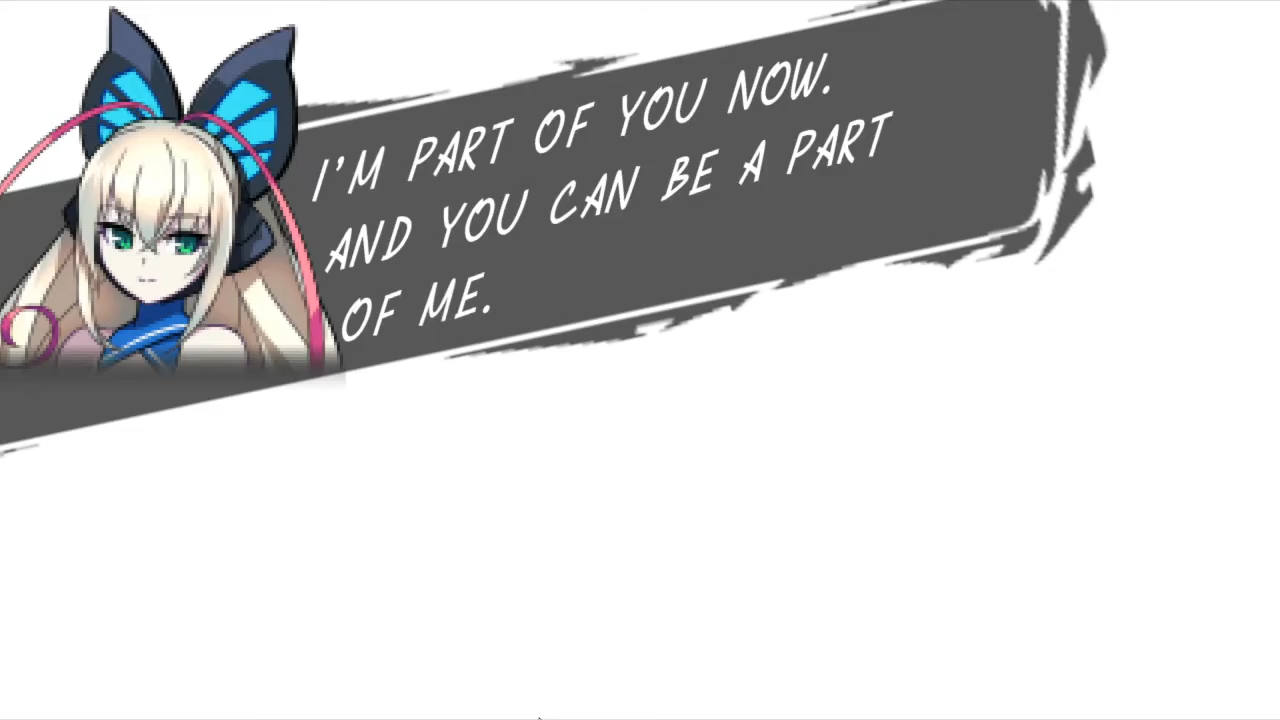 I'M PART OF YOU NOW.
AND YOU CAN BE A PART
OF ME.